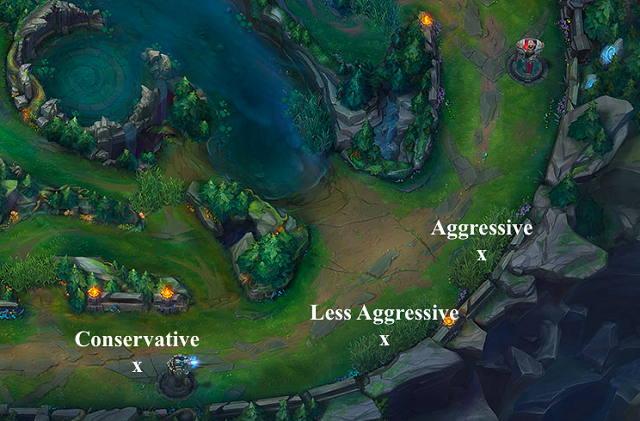 Aggressive
x
Less Aggressive
x
Conservative
x